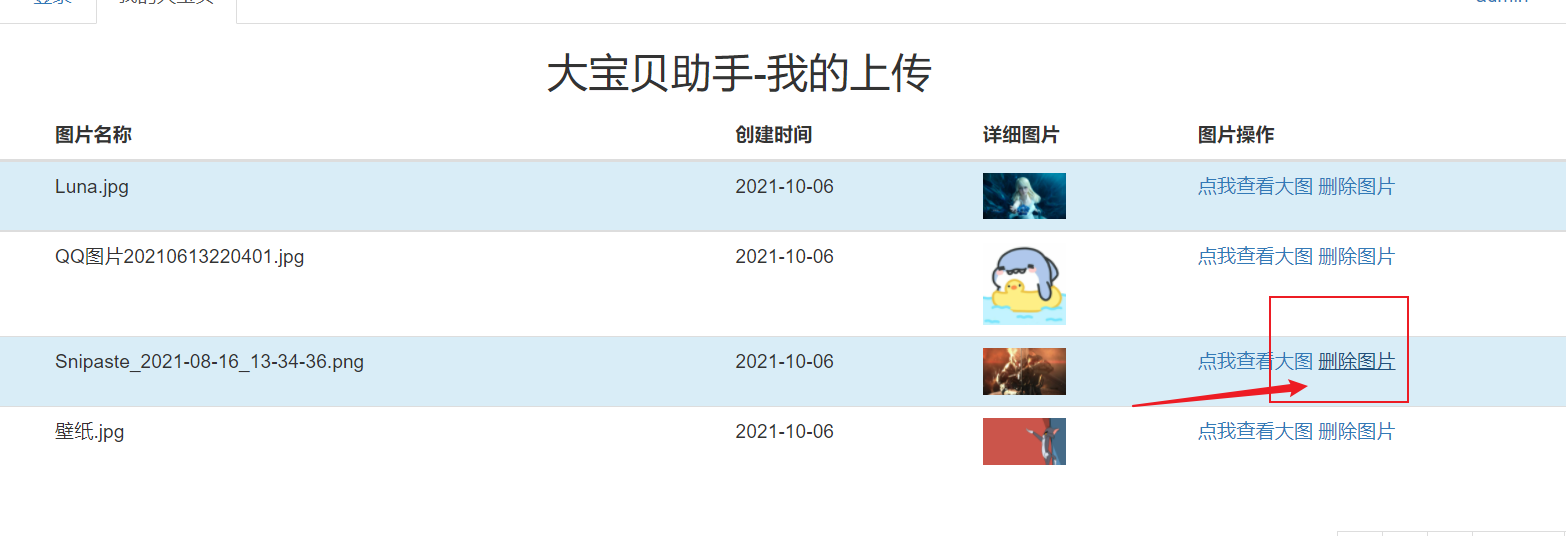 大宝贝助手-我的上传
图片名称 创建时间 详细图片 图片操作
Luna.jpg 2021-10-06 点我查看大图 删除图片
QQ图片20210613220401.jpg 2021-10-06 点我查看大图 删除图片
Snipaste_2021-08-16_13-34-36.png 2021-10-06 点我查看大图 删除图片
壁纸.jpg 2021-10-06 点我查看大图 删除图片